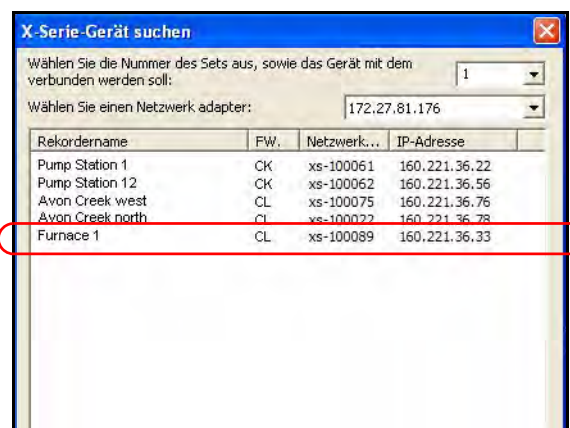 X-Serie-Gerät suchen
Wählen Sie die Nummer des Sets aus, sowie das Gerät mit dem
verbunden werden soll:
1
Wählen Sie einen Netzwerk adapter:
172.27.81.176
Rekordername FW. Netzwerk... IP-Adresse
Pump Station 1 CK xs-100061 160.221.36.22
Pump Station 12 CK xs-100062 160.221.36.56
Avon Creek west CL xs-100075 160.221.36.76
Avon Creek north CL xs-100022 160.221.36.78
Furnace 1 CL xs-100089 160.221.36.33